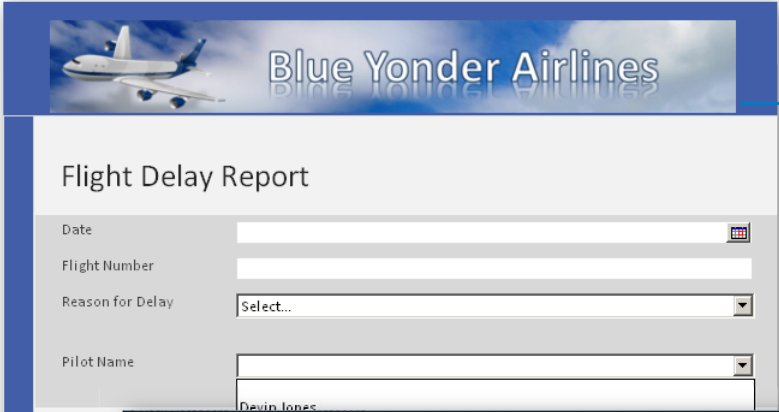 Blue Yonder Airlines
Flight Delay Report
Date
Flight Number
Reason for Delay
Select...
Pilot Name
Devin Jones